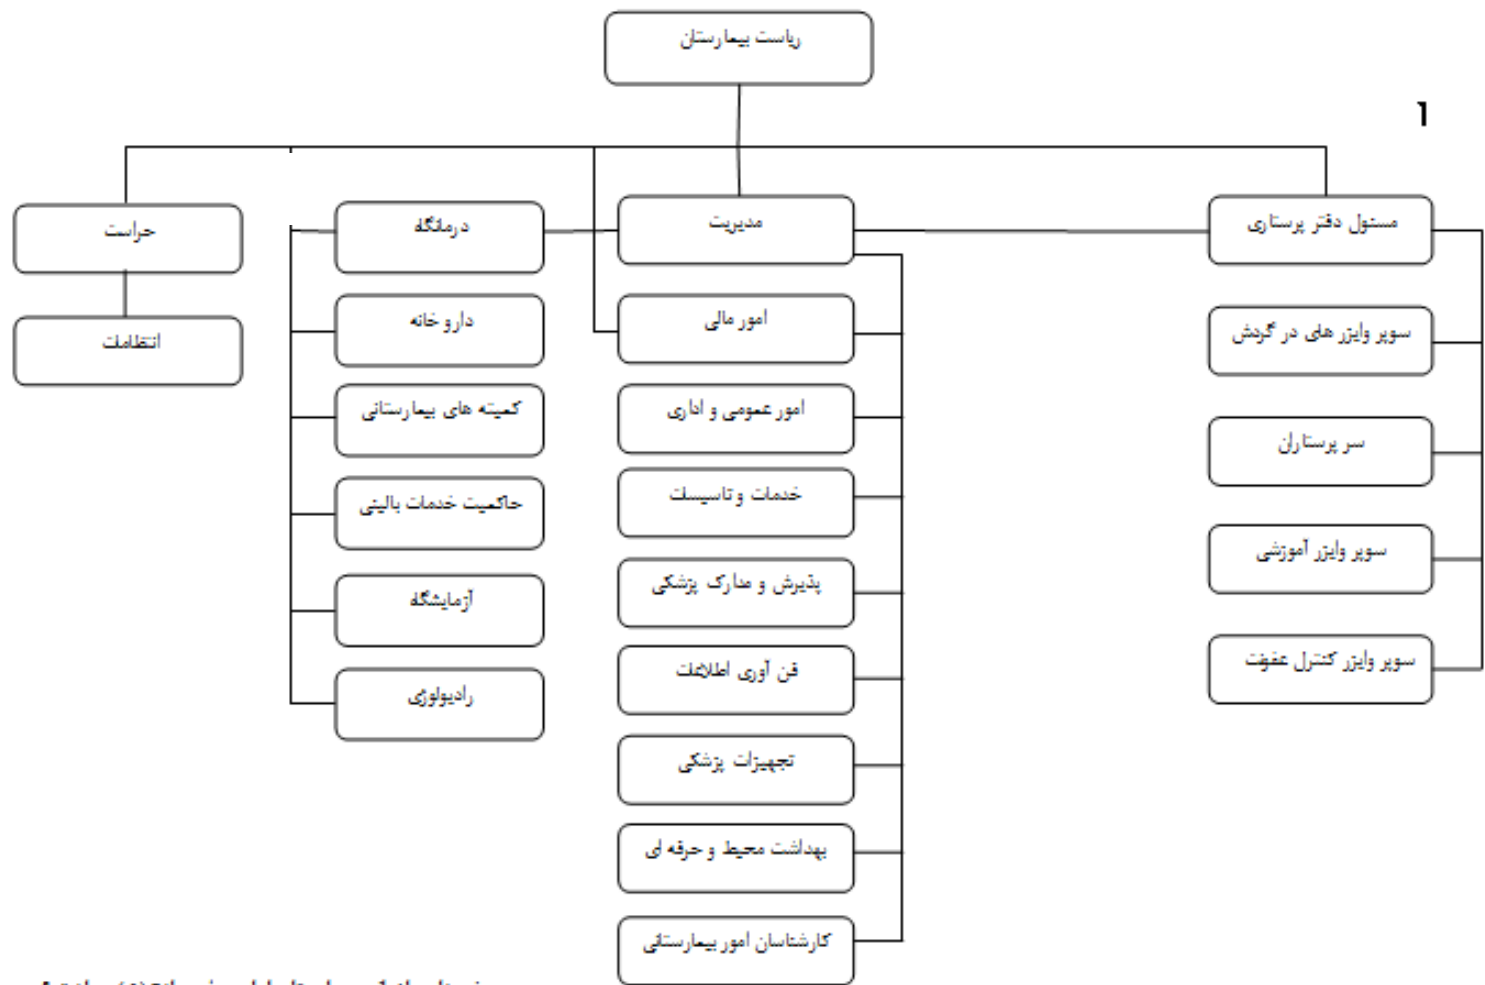 ریاست بیمارستان
1
مسئول دفتر پرستاری
مدیریت
درمانگاه
حراست
سوپر وایزر های در گردش
امور مالی
دارو خانه
انتظامات
سر پرستاران
امور عمومی و اداری
کمیته های بیمارستانی
سوپر وایزر آموزشی
خدمات و تاسیسات
حاکمیت خدمات بالینی
سوپر وایزر کنترل عفونت
پذیرش و مدارک پزشکی
آزمایشگاه
فن آوری اطلاعات
رادیولوژی
تجهیزات پزشکی
بهداشت محیط و حرفه ای
کارشناسان امور بیمارستانی